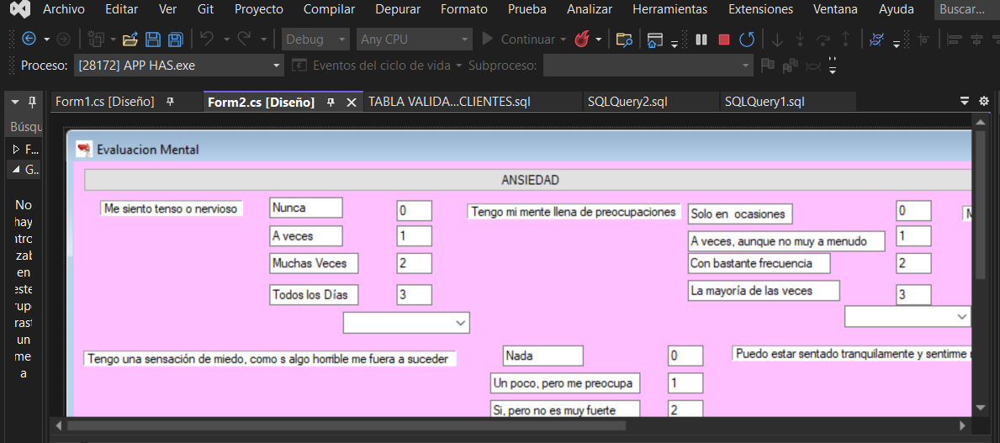 Archivo Editar Ver Git Proyecto Compilar Depurar Formato Prueba Analizar Herramientas Extensiones Ventana Ayuda Buscar...
Debug Any CPU Continuar
Proceso: [28172] APP HAS.exe Eventos del ciclo de vida Subproceso:
Form1.cs [Diseño] Form2.cs [Diseño] TABLA VALIDA...CLIENTES.sql SQLQuery2.sql SQLQuery1.sql
Búsqu
F...
G...
No
hay
ntro
zab
en
este
rup
rast
un
me
a
Evaluacion Mental
ANSIEDAD
Me siento tenso o nervioso Nunca 0 Tengo mi mente llena de preocupaciones Solo en ocasiones 0
A veces 1 A veces, aunque no muy a menudo 1
Muchas Veces 2 Con bastante frecuencia 2
Todos los Días 3 La mayoría de las veces 3
Tengo una sensación de miedo, como s algo horrible me fuera a suceder Nada 0 Puedo estar sentado tranquilamente y sentirme
Un poco, pero me preocupa 1
Si, pero no es muy fuerte 2